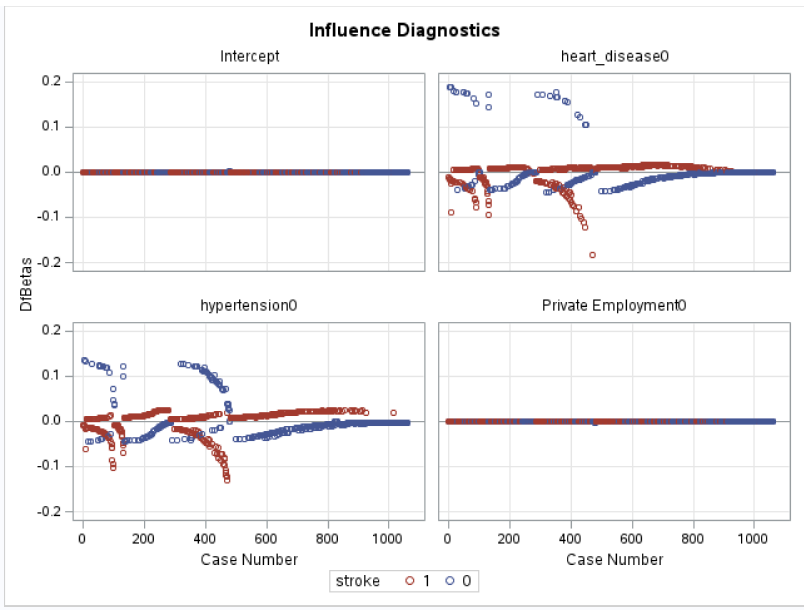 Influence Diagnostics
Intercept
heart_disease0
0.2
0.1
0.0
-0.1
-0.2
DfBetas
hypertension0
Private Employment0
0.2
0.1
0.0
-0.1
-0.2
0 200 400 600 800 1000
0 200 400 600 800 1000
Case Number
Case Number
stroke 1 0